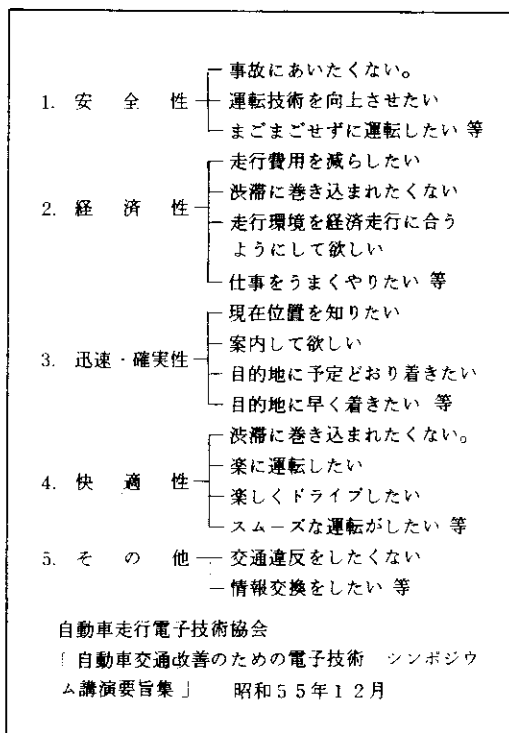 事故にあいたくない。
1. 安全性 運転技術を向上させたい
まごまごせずに運転したい 等
走行費用を減らしたい
渋滞に巻き込まれたくない
2. 経済性
走行環境を経済走行に合う
ようにして欲しい
仕事をうまくやりたい 等
現在位置を知りたい
案内して欲しい
3. 迅速・確実性
目的地に予定どおり着きたい
目的地に早く着きたい 等
渋滞に巻き込まれたくない。
楽に運転したい
4. 快適性
楽しくドライブしたい
スムーズな運転がしたい 等
5. その他 交通違反をしたくない
情報交換をしたい 等
自動車走行電子技術協会
「自動車交通改善のための電子技術 シンポジウ
ム講演要旨集」 昭和55年12月